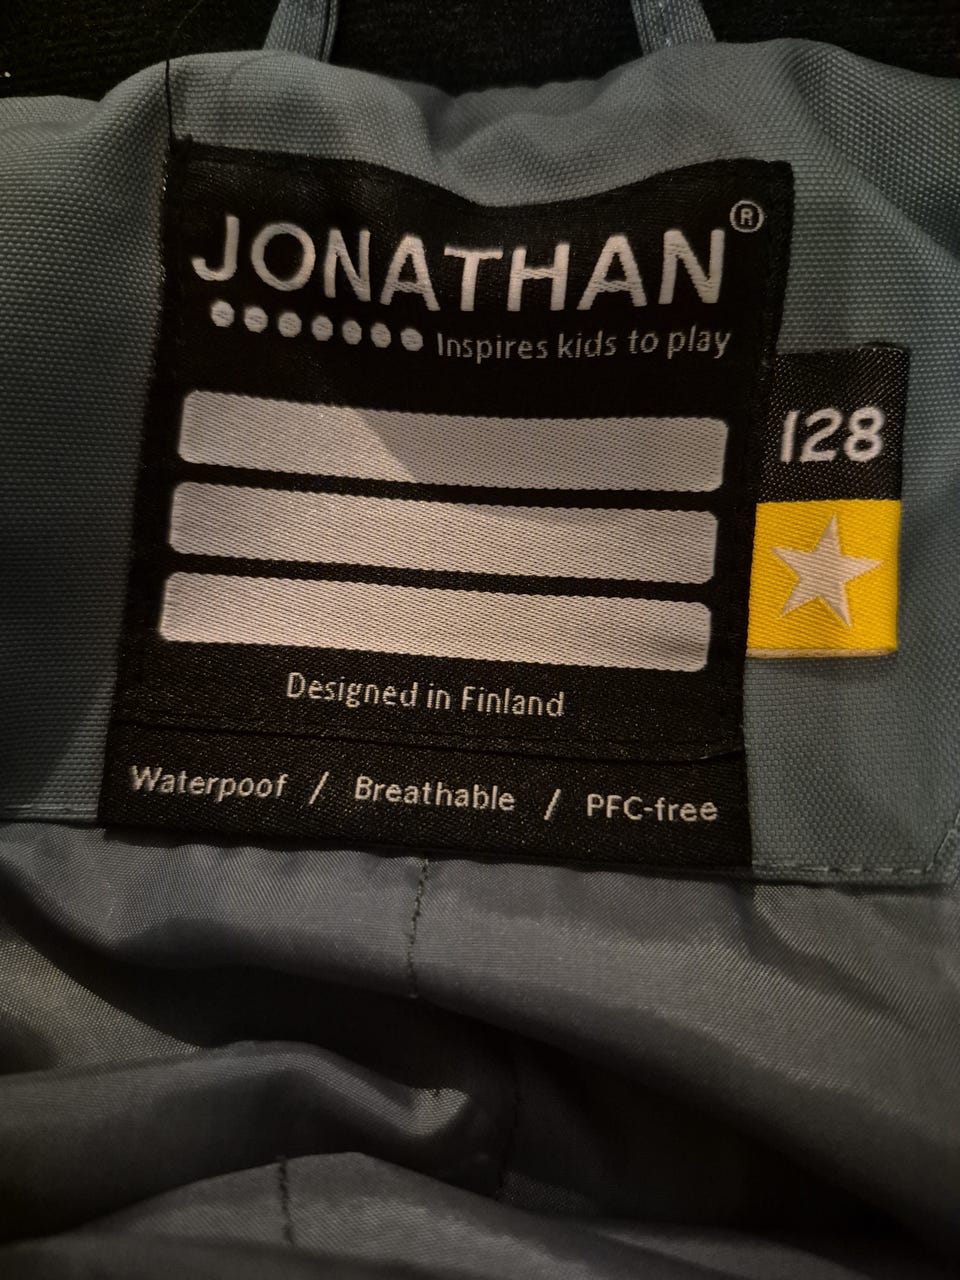 JONATHAN®
Inspires kids to play
128
Designed in Finland
Waterpoof / Breathable / PFC-free